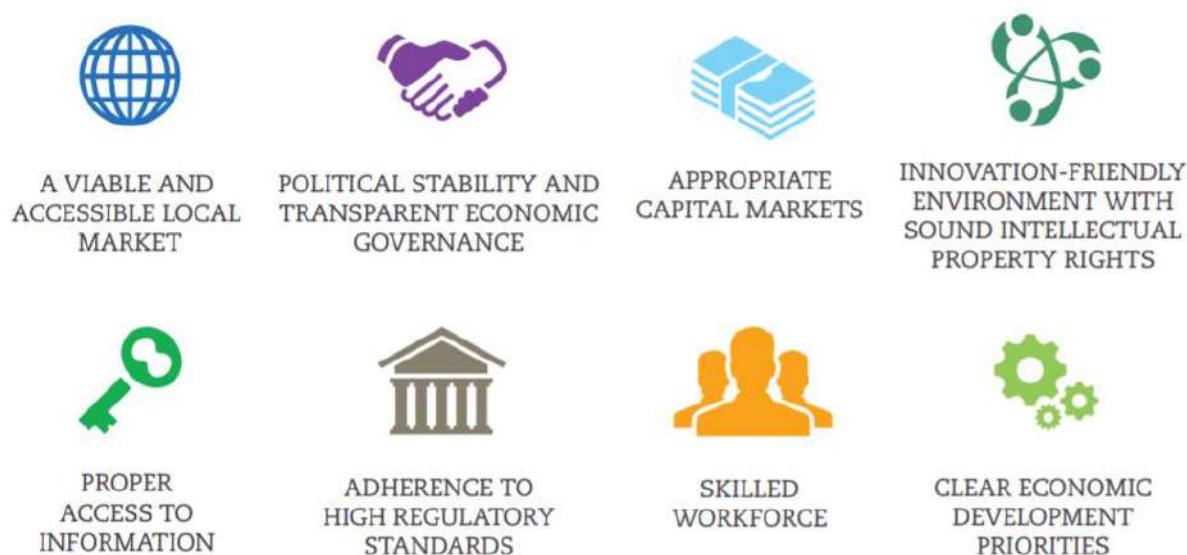 A VIABLE AND
ACCESSIBLE LOCAL
MARKET
POLITICAL STABILITY AND
TRANSPARENT ECONOMIC
GOVERNANCE
APPROPRIATE
CAPITAL MARKETS
INNOVATION-FRIENDLY
ENVIRONMENT WITH
SOUND INTELLECTUAL
PROPERTY RIGHTS
PROPER
ACCESS TO
INFORMATION
ADHERENCE TO
HIGH REGULATORY
STANDARDS
SKILLED
WORKFORCE
CLEAR ECONOMIC
DEVELOPMENT
PRIORITIES